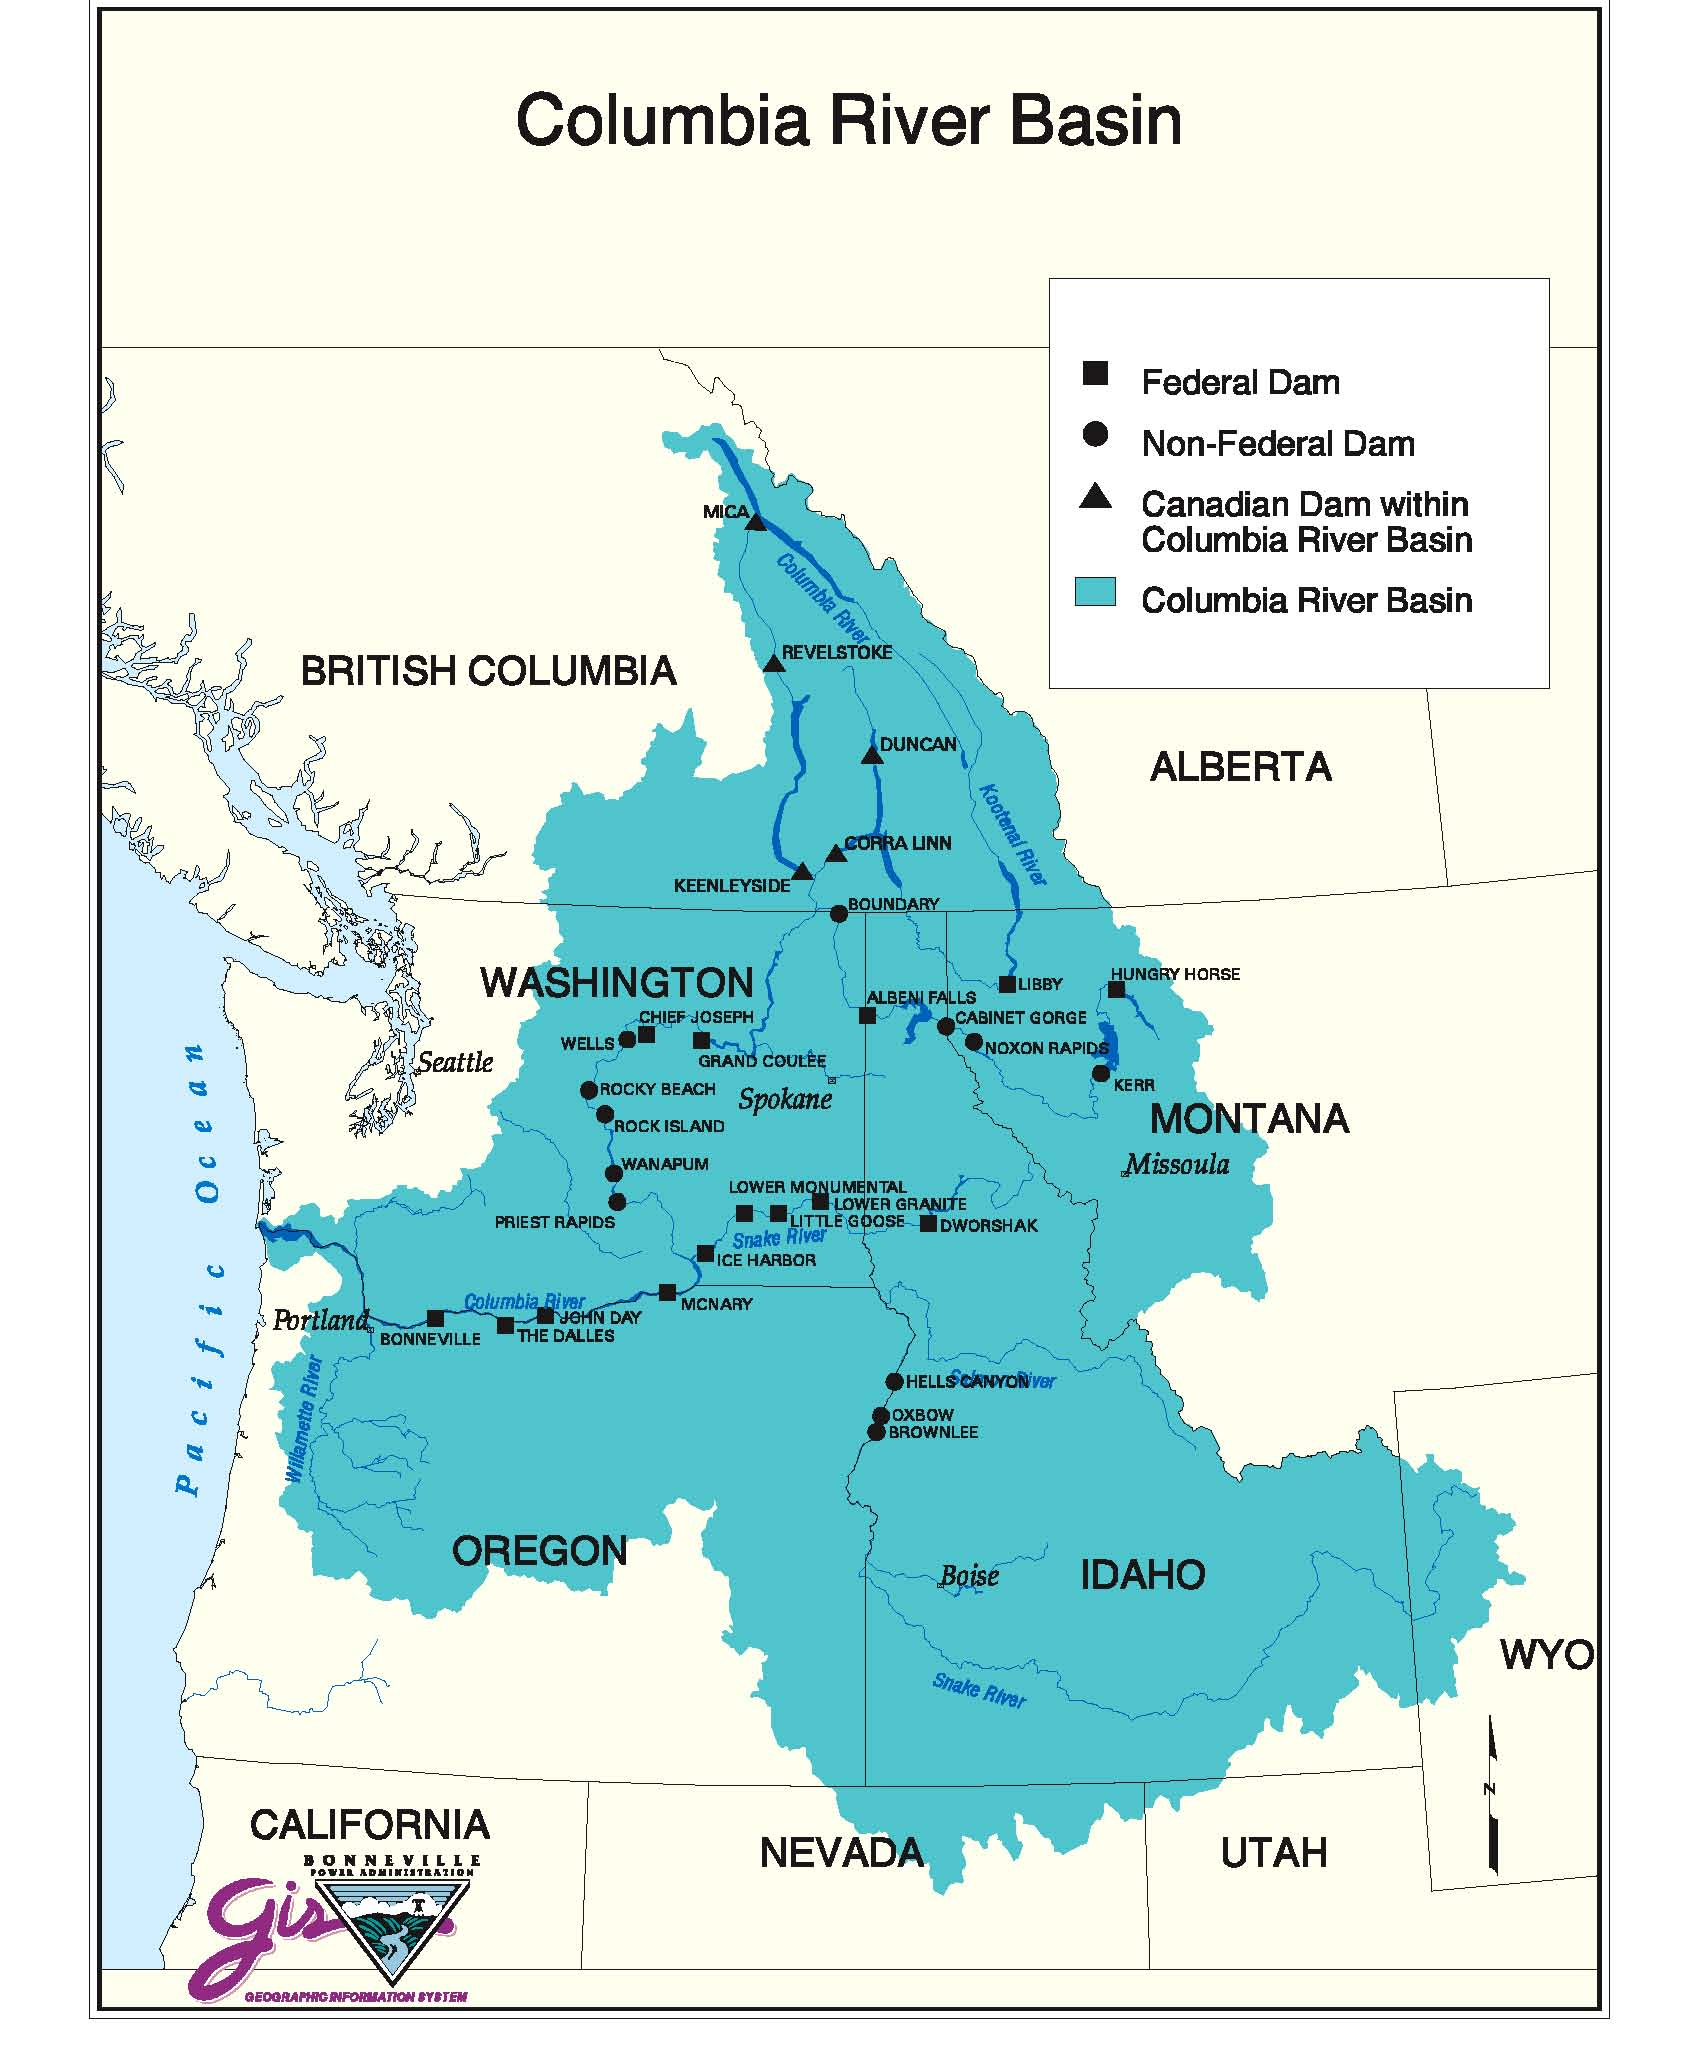 Columbia River Basin
Federal Dam
Non-Federal Dam
Canadian Dam within
Columbia River Basin
Columbia River Basin
MICA
Columbia River
REVELSTOKE
BRITISH COLUMBIA
DUNCAN
ALBERTA
Kootenai River
CORRA LINN
KEENLEYSIDE
BOUNDARY
WASHINGTON
HUNGRY HORSE
LIBBY
ALBENI FALLS
CHIEF JOSEPH
CABINET GORGE
WELLS
NOXON RAPIDS
GRAND COULEE
Seattle
KERR
ROCKY BEACH
Spokane
ROCK ISLAND
MONTANA
WANAPUM
Missoula
LOWER MONUMENTAL
LOWER GRANITE
PRIEST RAPIDS
LITTLE GOOSE
DWORSHAK
Snake River
ICE HARBOR
Pacific Ocean
Columbia River
MCNARY
Portland
JOHN DAY
BONNEVILLE
THE DALLES
Willamette River
HELLS CANYON
Salmon River
OXBOW
BROWNLEE
OREGON
Boise
IDAHO
WYO
Snake River
N
CALIFORNIA
NEVADA
UTAH
BONNEVILLE
POWER ADMINISTRATION
gis
GEOGRAPHIC INFORMATION SYSTEM